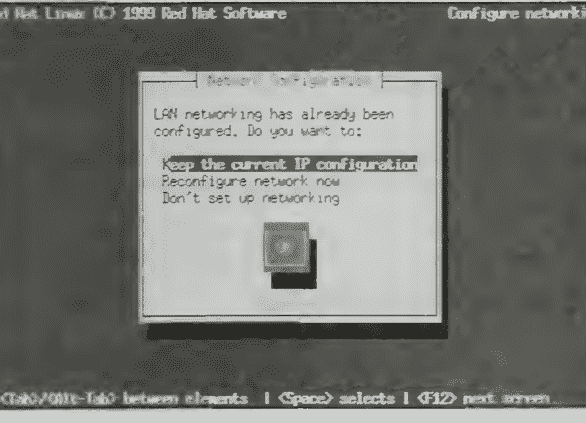 d Hat Linux (C) 1999 Red Hat Software
Configure networki
Network Configuration
LAN networking has already been
configured. Do you want to:
Keep the current IP configuration
Reconfigure network now
Don't set up networking
<Tab>/<Alt-Tab> between elements | <Space> selects | <F12> next screen